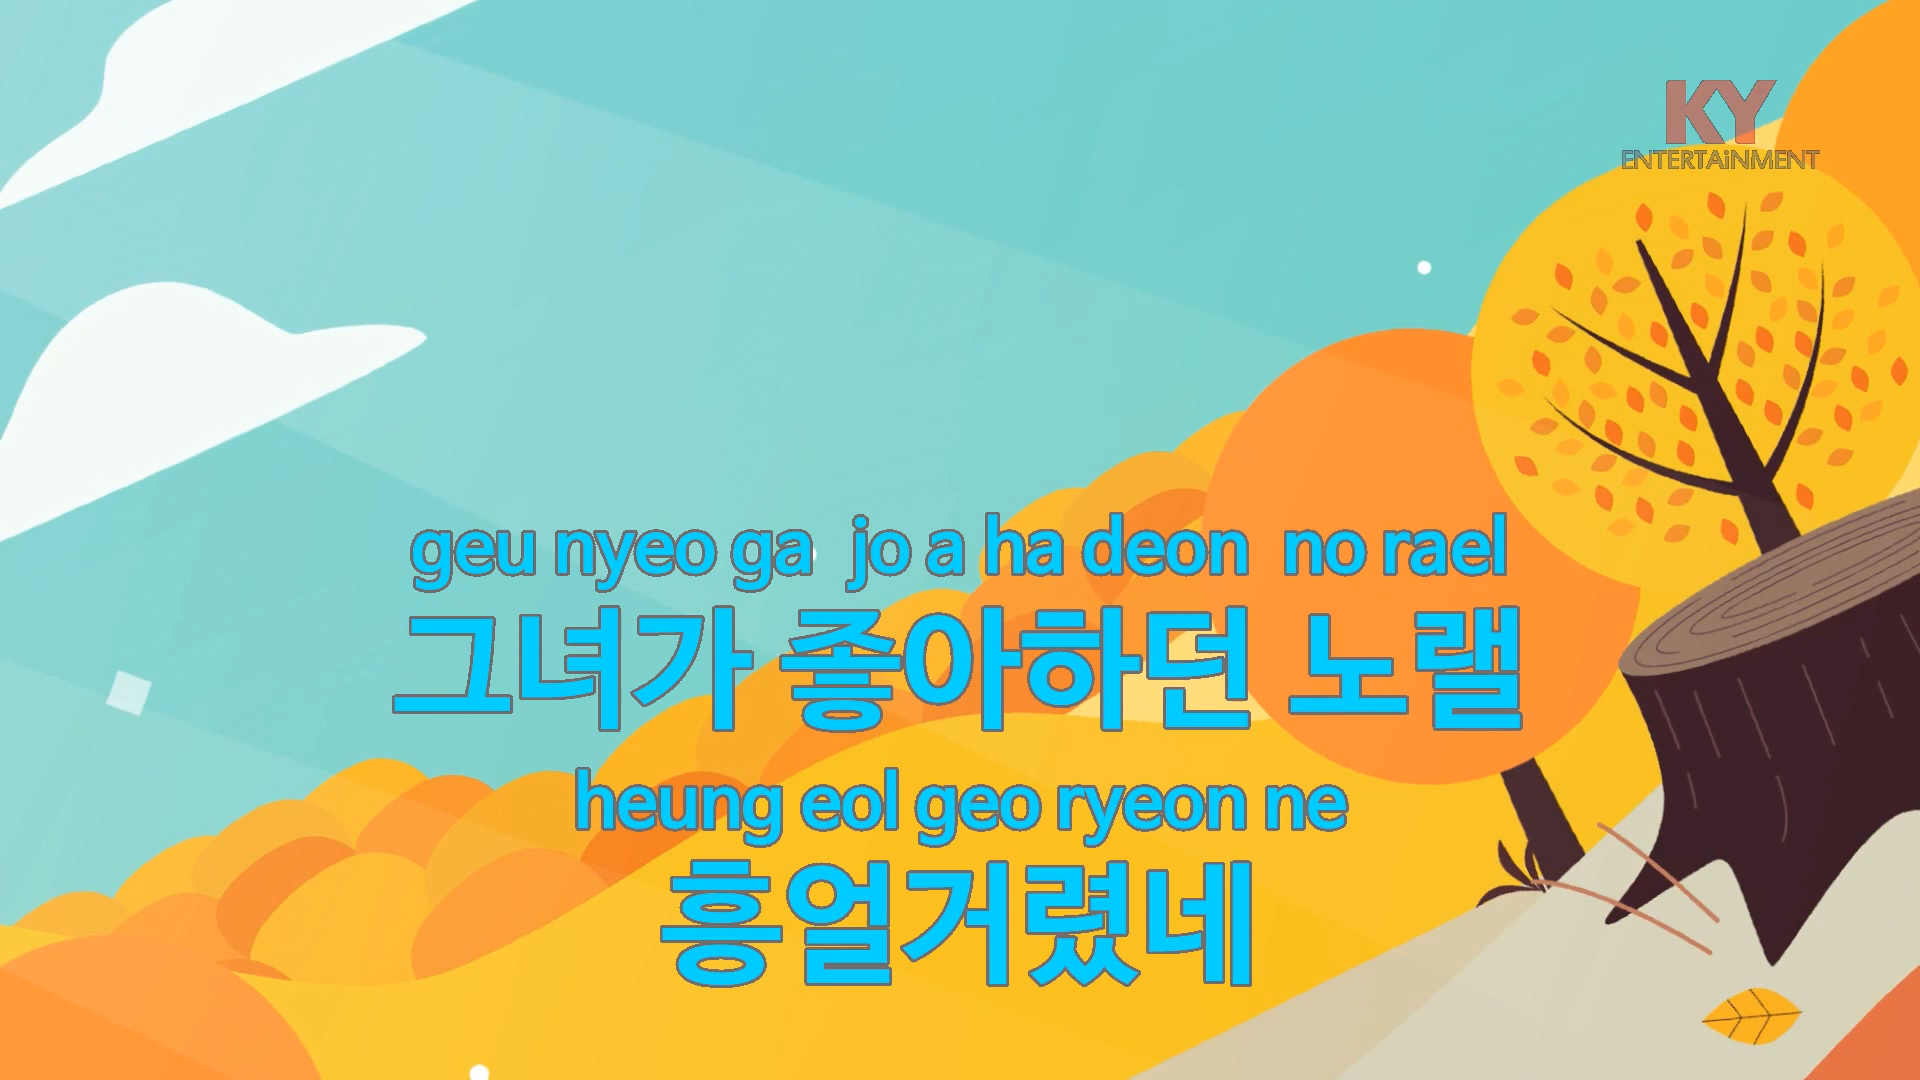 KY
ENTERTAiNMENT
geu nyeo ga jo a ha deon no rael
그녀가 좋아하던 노랠
heung eol geo ryeon ne
흥얼거렸네